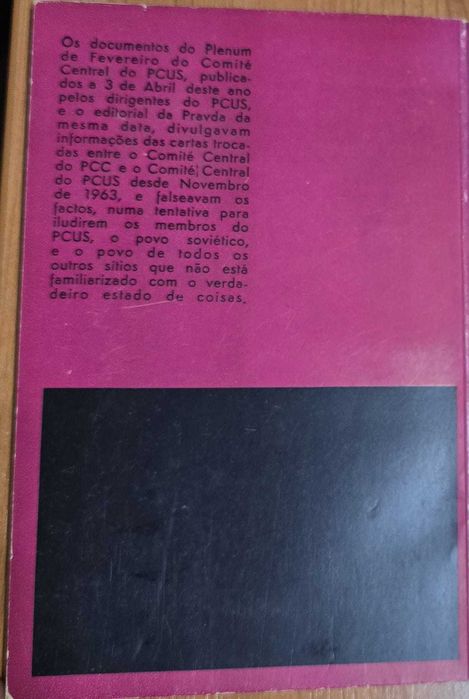 Os documentos do Plenum
de Fevereiro do Comité
Central do PCUS, publica-
dos a 3 de Abril deste ano
pelos dirigentes do PCUS,
e o editorial da Pravda da
mesma data, divulgavam
informações das cartas troca-
das entre o Comité Central
do PCC e o Comité Central
do PCUS desde Novembro
de 1963, e falseavam os
factos, numa tentativa para
iludirem os membros do
PCUS, o povo soviético,
e o povo de todos os
outros sítios que não está
familiarizado com o verda-
deiro estado de coisas.